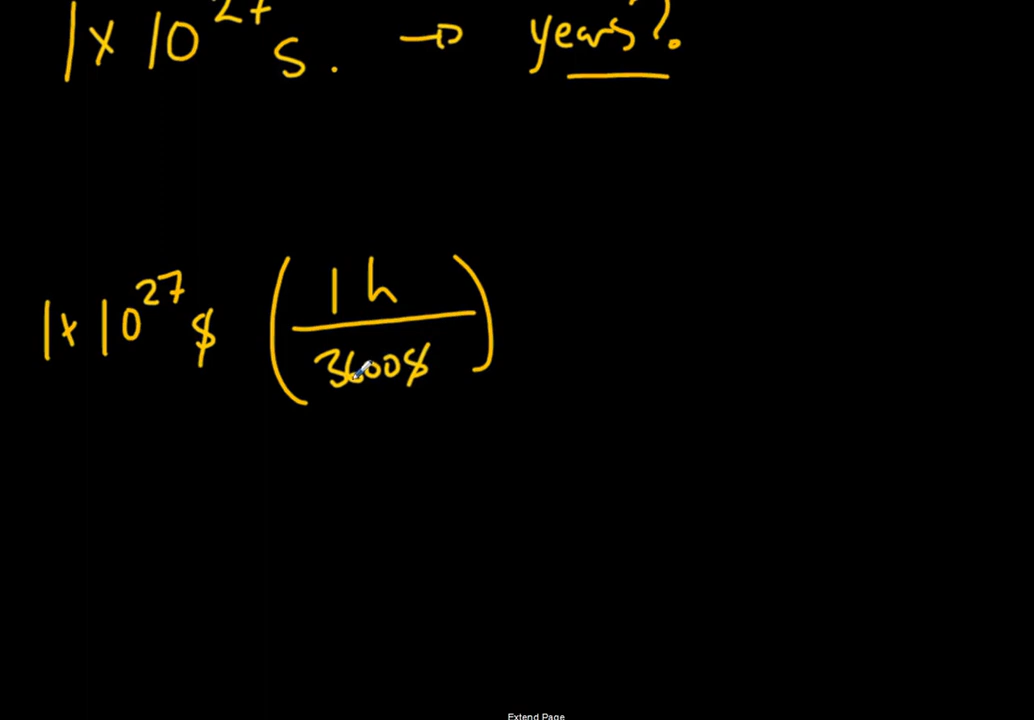 1 x 10^27 s. → years?.
1 x 10^27 s ( 1 h / 3600 s )
Extend Page